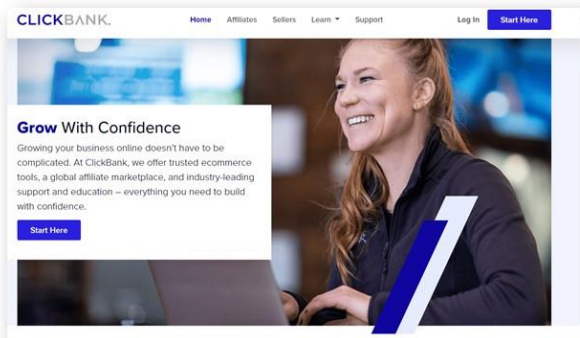 CLICKBANK.
Home Affiliates Sellers Learn Support Log In Start Here
Grow With Confidence
Growing your business online doesn't have to be
complicated. At ClickBank, we offer trusted ecommerce
tools, a global affiliate marketplace, and industry-leading
support and education – everything you need to build
with confidence.
Start Here